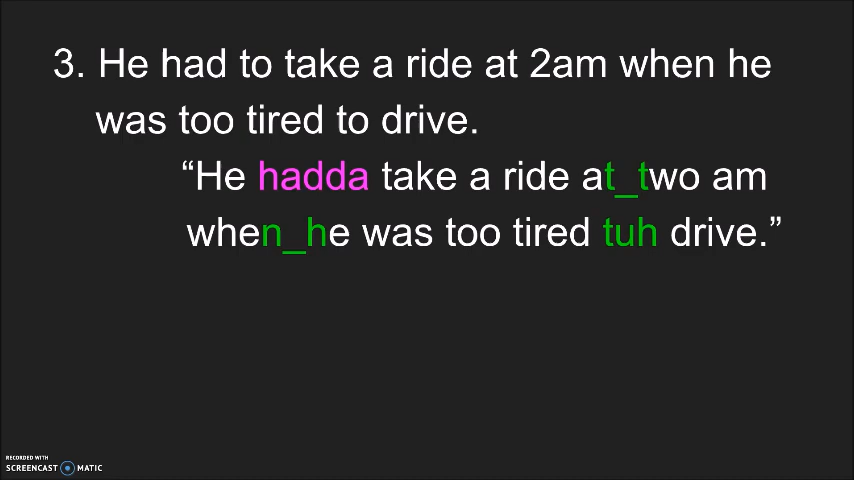 3. He had to take a ride at 2am when he
was too tired to drive.
“He hadda take a ride at_two am
when_he was too tired tuh drive.”
RECORDED WITH
SCREENCAST MATIC